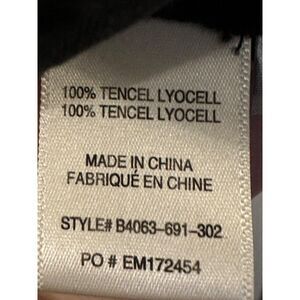 100% TENCEL LYOCELL
100% TENCEL LYOCELL
MADE IN CHINA
FABRIQUÉ EN CHINE
STYLE# B4063-691-302
PO # EM172454